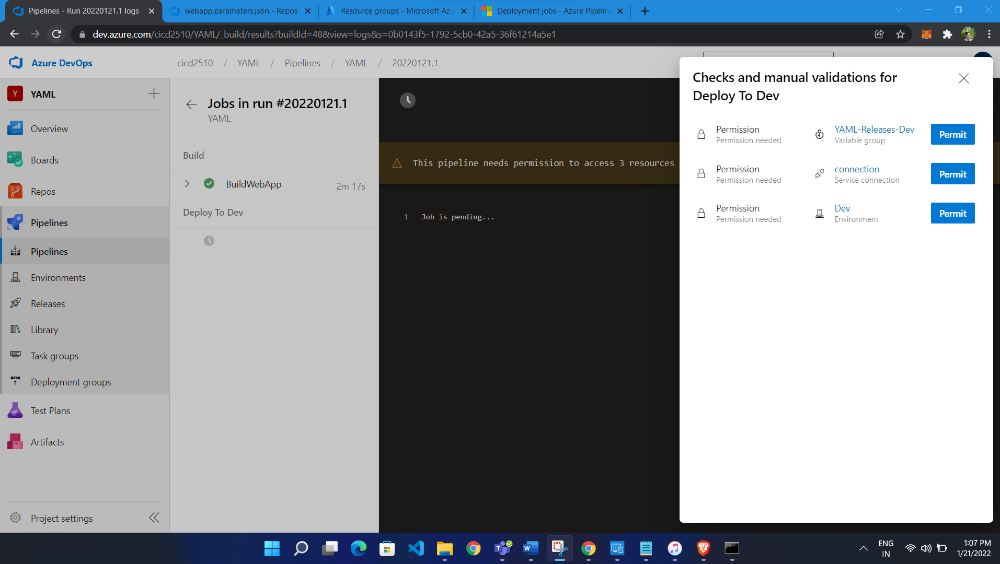 Pipelines - Run 20220121.1 logs
webapp.parameters.json - Repos
Resource groups - Microsoft Azu
Deployment jobs - Azure Pipeline
dev.azure.com/cicd2510/YAML/_build/results?buildId=48&view=logs&s=0b0143f5-1792-5cb0-42a5-36f61214a5e1
Azure DevOps
cicd2510 / YAML / Pipelines / YAML / 20220121.1
Y YAML
Overview
Boards
Repos
Pipelines
Pipelines
Environments
Releases
Library
Task groups
Deployment groups
Test Plans
Artifacts
Project settings
Jobs in run #20220121.1
YAML
Build
BuildWebApp 2m 17s
Deploy To Dev
This pipeline needs permission to access 3 resources
1 Job is pending...
Checks and manual validations for
Deploy To Dev
Permission YAML-Releases-Dev Permit
Permission needed Variable group
Permission connection Permit
Permission needed Service connection
Permission Dev Permit
Permission needed Environment
ENG
IN
1:07 PM
1/21/2022